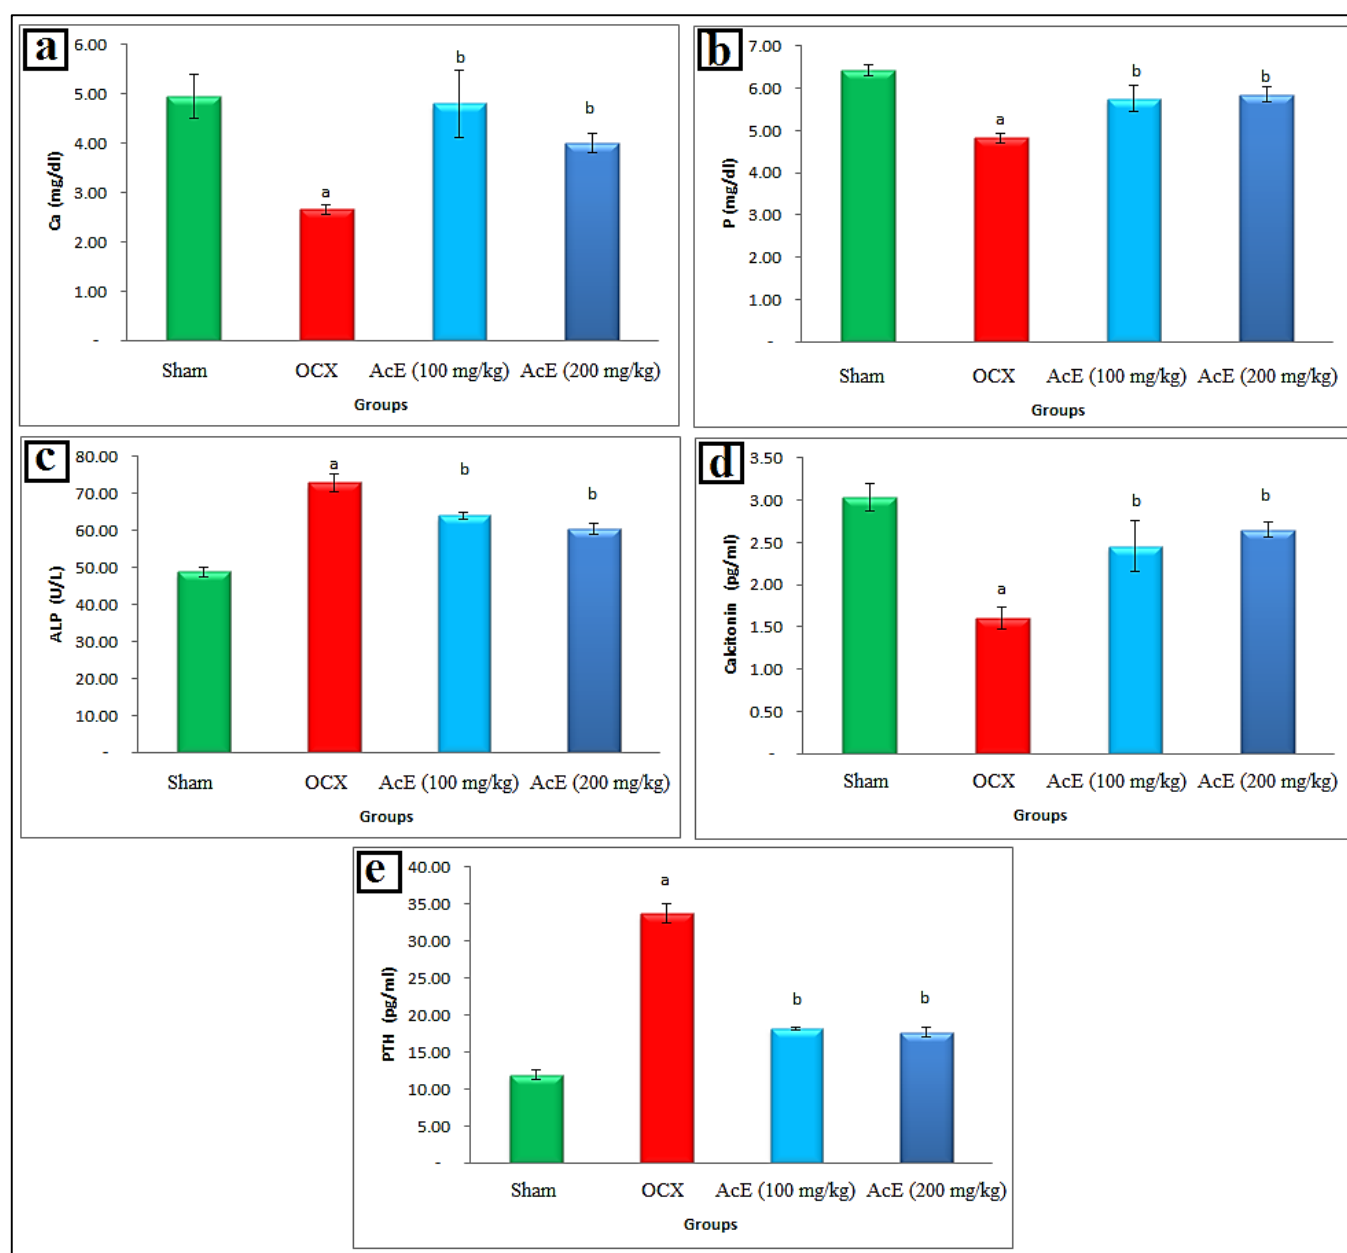 a
6.00
5.00
4.00
3.00
2.00
1.00
-
Ca (mg/dl)
a
b
b
Sham OCX AcE (100 mg/kg) AcE (200 mg/kg)
Groups
b
7.00
6.00
5.00
4.00
3.00
2.00
1.00
-
P (mg/dl)
a
b
b
Sham OCX AcE (100 mg/kg) AcE (200 mg/kg)
Groups
c
80.00
70.00
60.00
50.00
40.00
30.00
20.00
10.00
-
ALP (U/L)
a
b
b
Sham OCX AcE (100 mg/kg) AcE (200 mg/kg)
Groups
d
3.50
3.00
2.50
2.00
1.50
1.00
0.50
-
Calcitonin (pg/ml)
a
b
b
Sham OCX AcE (100 mg/kg) AcE (200 mg/kg)
Groups
e
40.00
35.00
30.00
25.00
20.00
15.00
10.00
5.00
-
PTH (pg/ml)
a
b
b
Sham OCX AcE (100 mg/kg) AcE (200 mg/kg)
Groups